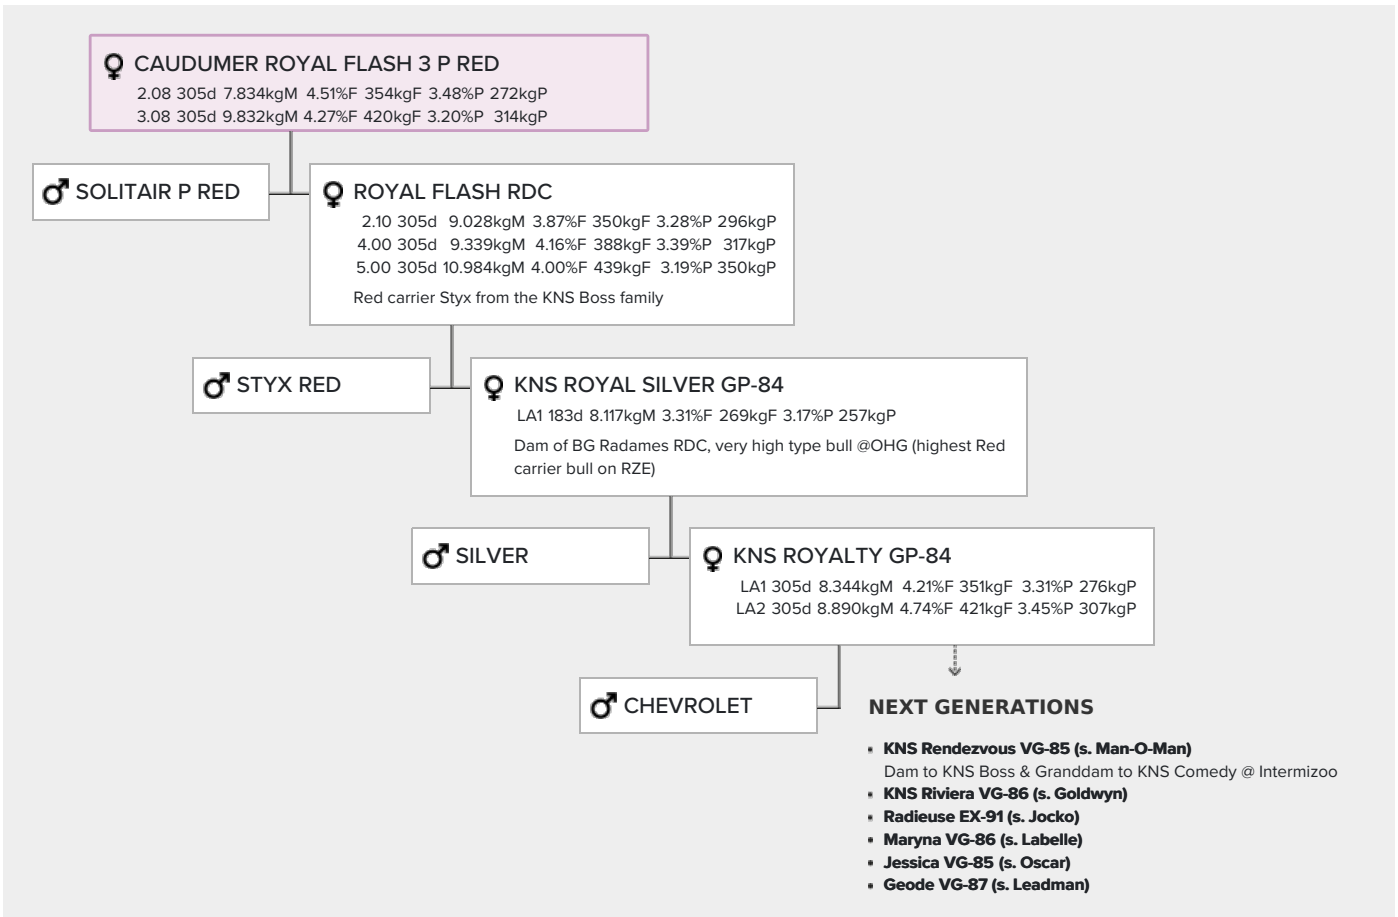 CAUDUMER ROYAL FLASH 3 P RED
2.08 305d 7.834kgM 4.51%F 354kgF 3.48%P 272kgP
3.08 305d 9.832kgM 4.27%F 420kgF 3.20%P 314kgP
SOLITAIR P RED
ROYAL FLASH RDC
2.10 305d 9.028kgM 3.87%F 350kgF 3.28%P 296kgP
4.00 305d 9.339kgM 4.16%F 388kgF 3.39%P 317kgP
5.00 305d 10.984kgM 4.00%F 439kgF 3.19%P 350kgP
Red carrier Styx from the KNS Boss family
STYX RED
KNS ROYAL SILVER GP-84
LA1 183d 8.117kgM 3.31%F 269kgF 3.17%P 257kgP
Dam of BG Radames RDC, very high type bull @OHG (highest Red
carrier bull on RZE)
SILVER
KNS ROYALTY GP-84
LA1 305d 8.344kgM 4.21%F 351kgF 3.31%P 276kgP
LA2 305d 8.890kgM 4.74%F 421kgF 3.45%P 307kgP
CHEVROLET
NEXT GENERATIONS
▪ KNS Rendezvous VG-85 (s. Man-O-Man)
Dam to KNS Boss & Granddam to KNS Comedy @ Intermizoo
▪ KNS Riviera VG-86 (s. Goldwyn)
▪ Radieuse EX-91 (s. Jocko)
▪ Maryna VG-86 (s. Labelle)
▪ Jessica VG-85 (s. Oscar)
▪ Geode VG-87 (s. Leadman)